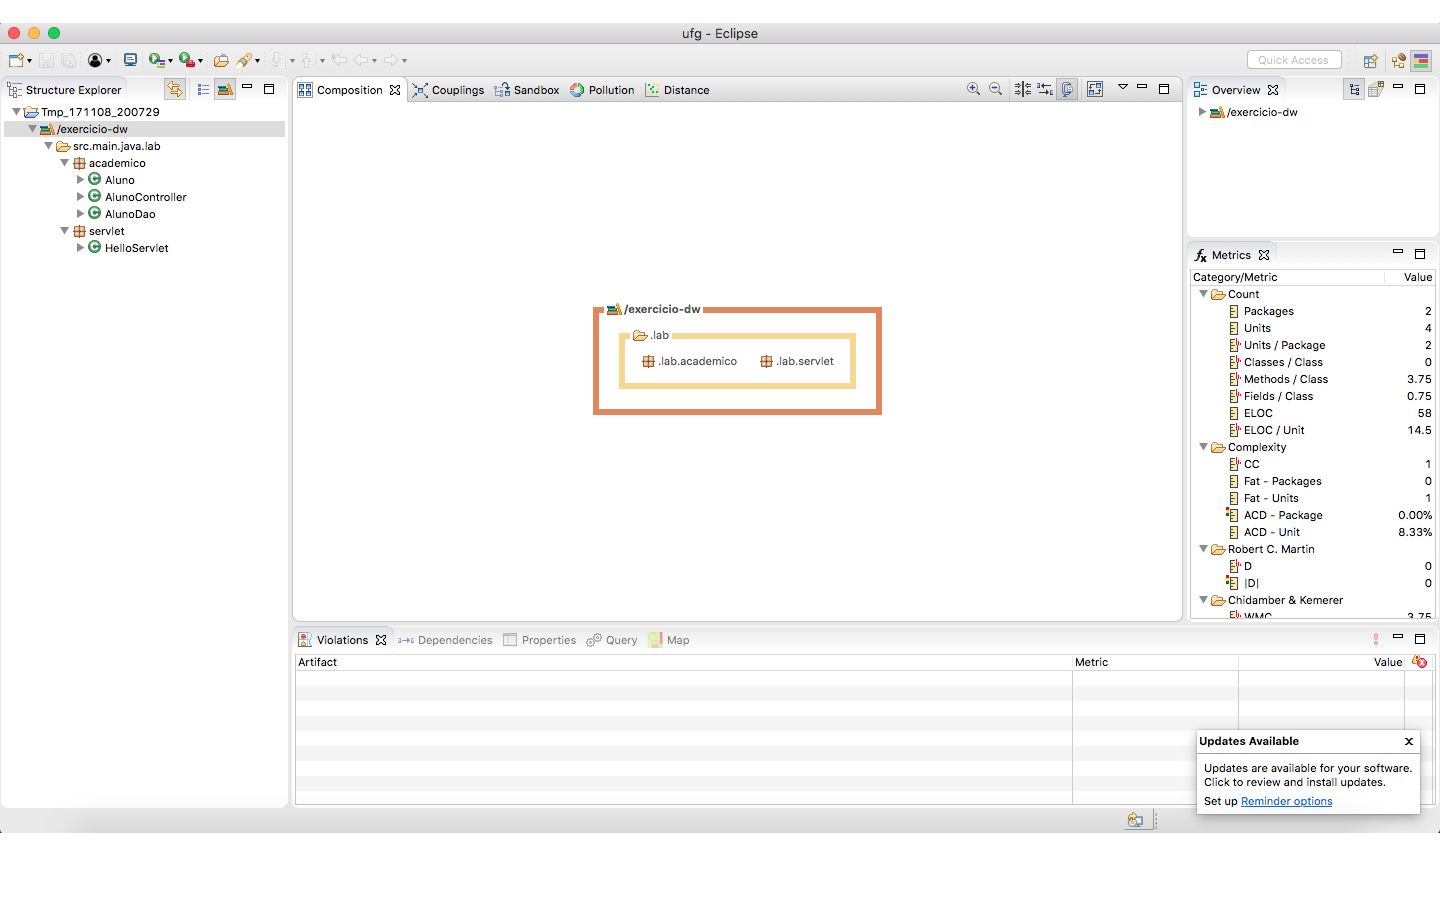 ufg - Eclipse
Quick Access
Structure Explorer
Tmp_171108_200729
/exercicio-dw
src.main.java.lab
academico
Aluno
AlunoController
AlunoDao
servlet
HelloServlet
Composition Couplings Sandbox Pollution Distance
/exercicio-dw
.lab
.lab.academico .lab.servlet
Overview
/exercicio-dw
Metrics
Category/Metric Value
Count
Packages 2
Units 4
Units / Package 2
Classes / Class 0
Methods / Class 3.75
Fields / Class 0.75
ELOC 58
ELOC / Unit 14.5
Complexity
CC 1
Fat - Packages 0
Fat - Units 1
ACD - Package 0.00%
ACD - Unit 8.33%
Robert C. Martin
D 0
|D| 0
Chidamber & Kemerer
WMC 3.75
Violations Dependencies Properties Query Map
Artifact Metric Value
Updates Available
Updates are available for your software.
Click to review and install updates.
Set up Reminder options